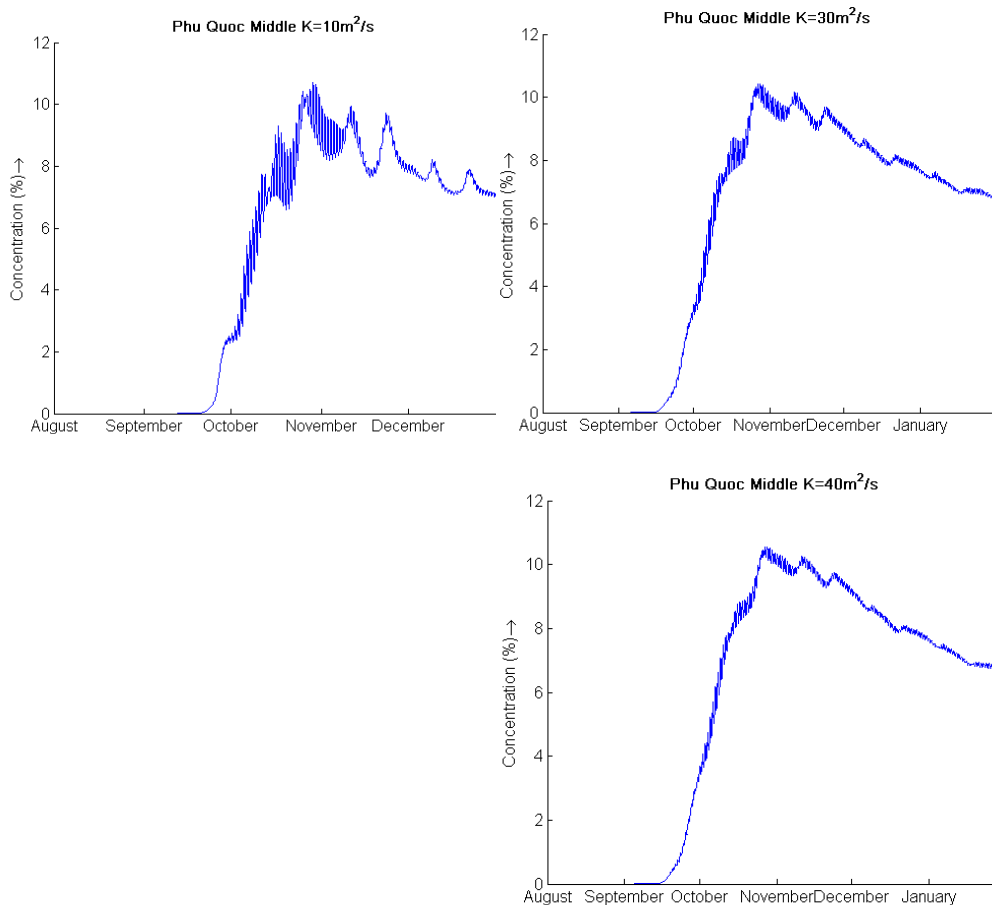 Phu Quoc Middle K=10m²/s
Concentration (%)→
12
10
8
6
4
2
0
August September October November December
Phu Quoc Middle K=30m²/s
Concentration (%)→
12
10
8
6
4
2
0
August September October November December January
Phu Quoc Middle K=40m²/s
Concentration (%)→
12
10
8
6
4
2
0
August September October November December January